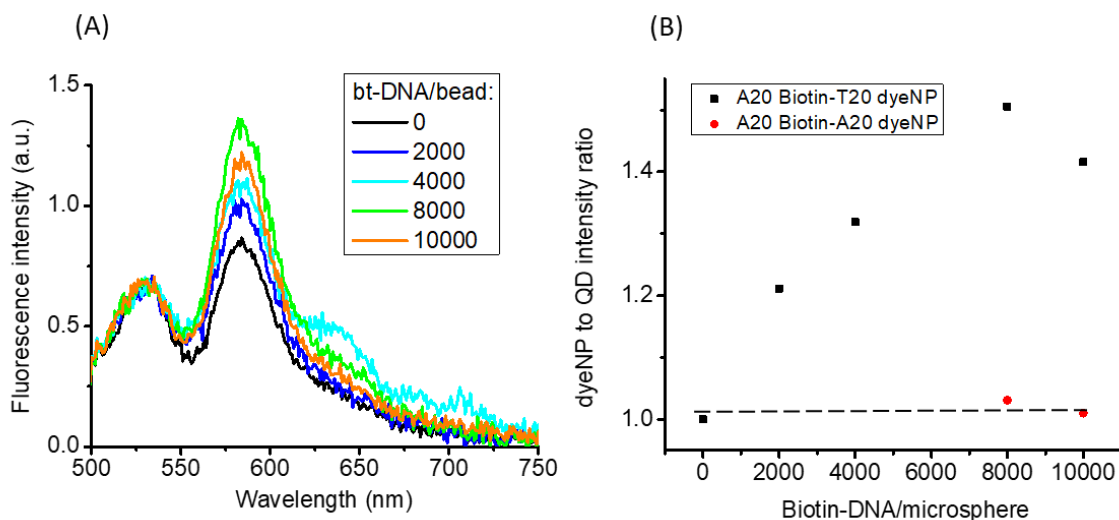 (A)
1.5
1.0
0.5
0.0
Fluorescence intensity (a.u.)
bt-DNA/bead:
0
2000
4000
8000
10000
500 550 600 650 700 750
Wavelength (nm)
(B)
A20 Biotin-T20 dyeNP
A20 Biotin-A20 dyeNP
1.4
1.2
1.0
dyeNP to QD intensity ratio
0 2000 4000 6000 8000 10000
Biotin-DNA/microsphere